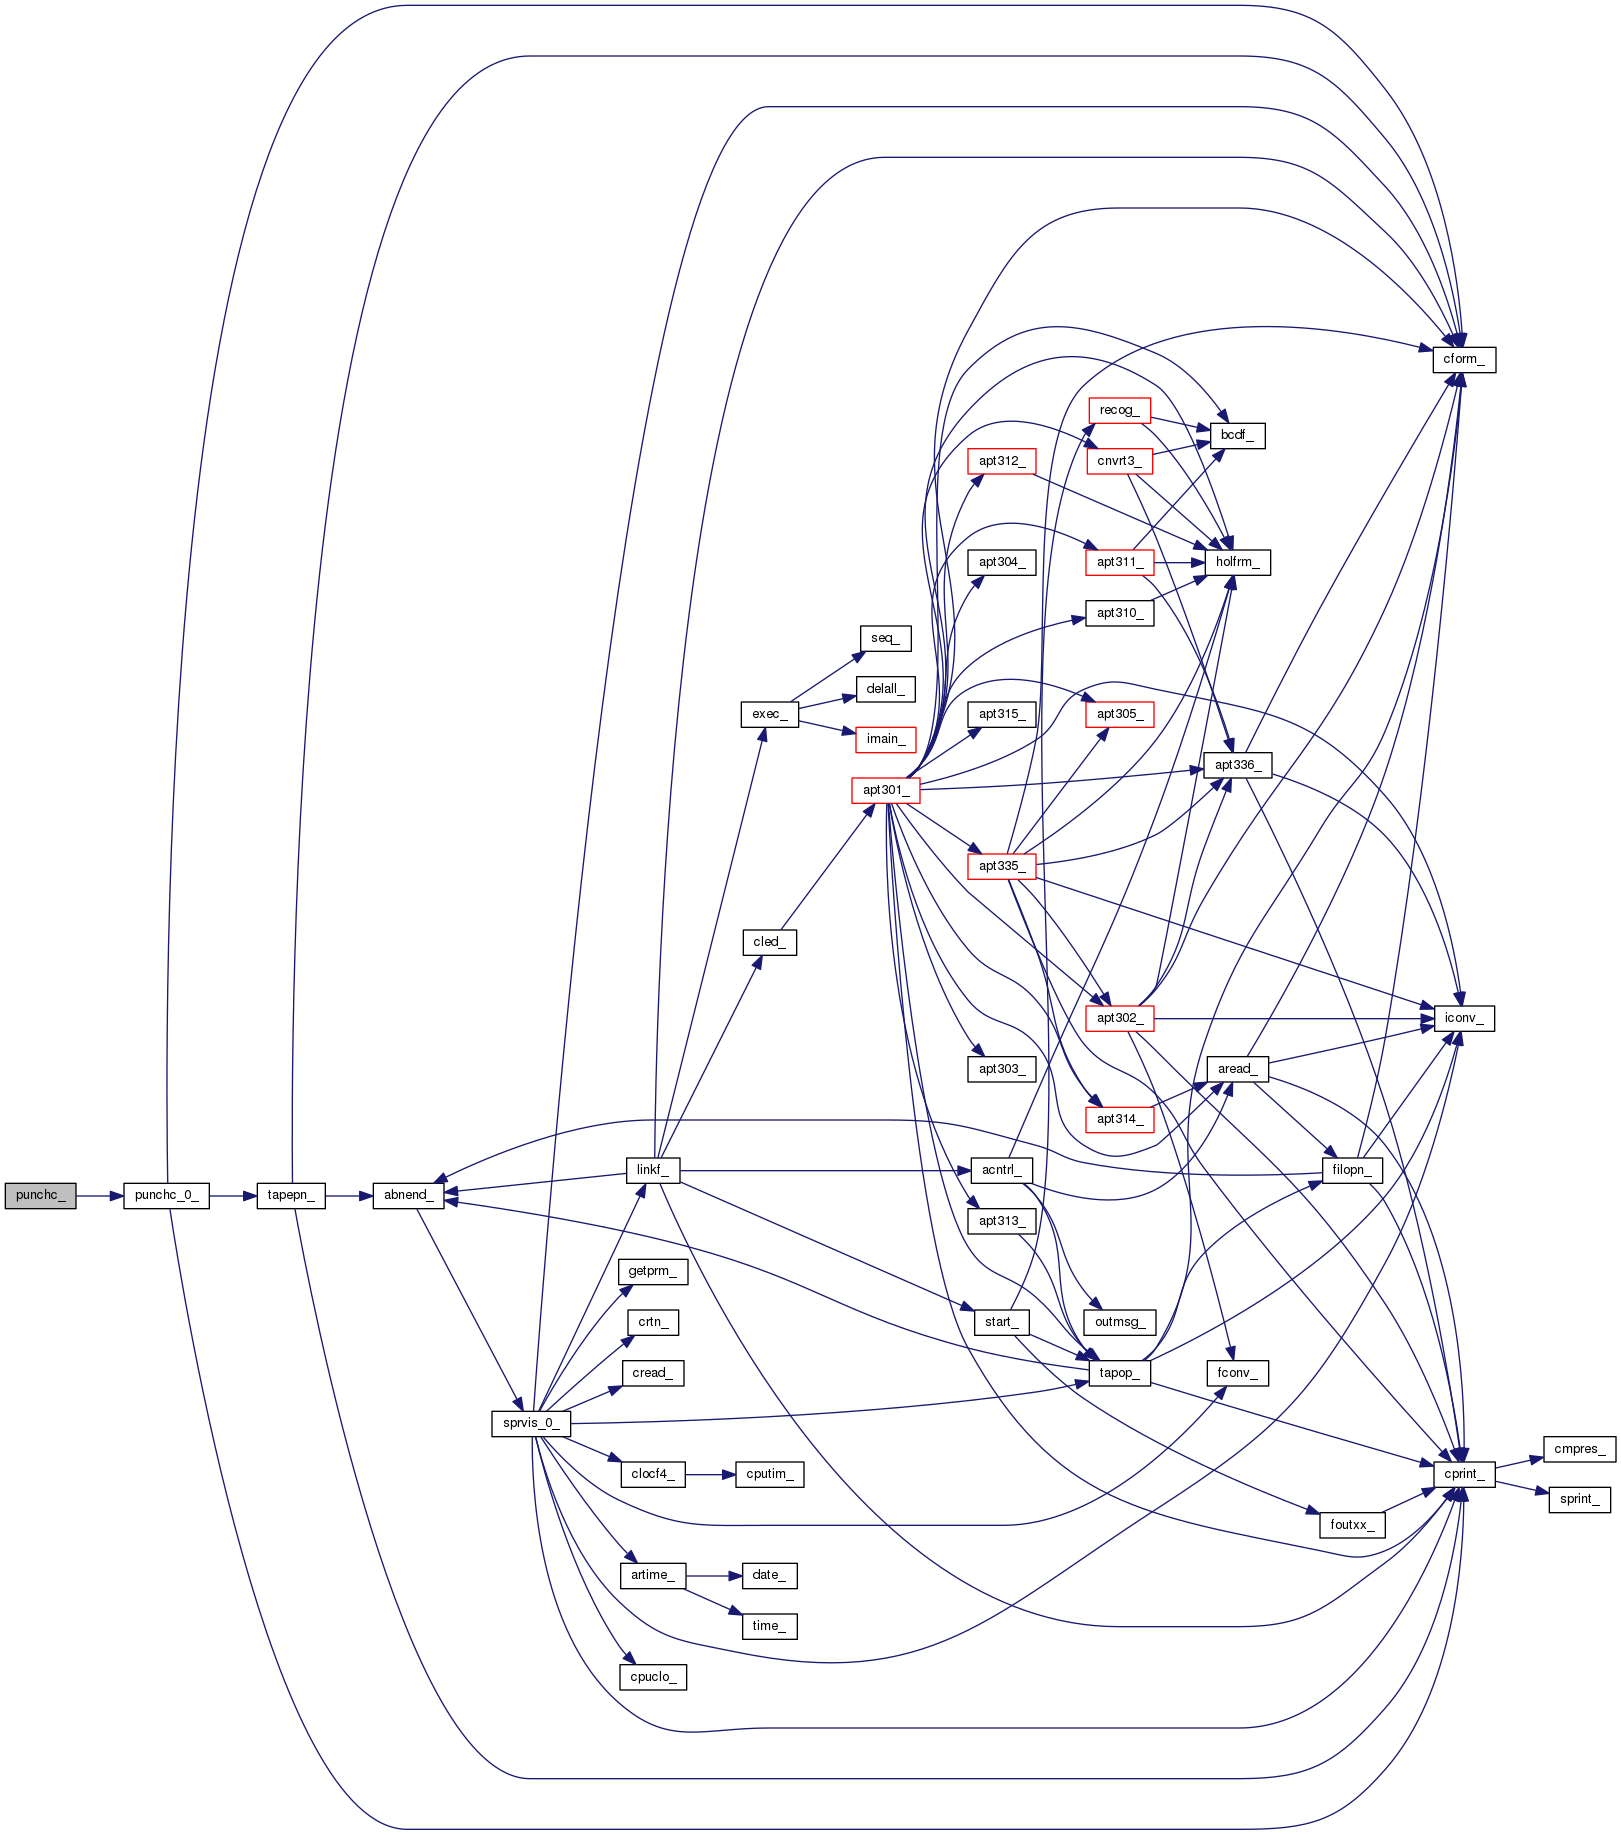 cform_
recog_
bcdf_
cnvrt3_
apt312_
apt304_
apt311_
holfrm_
apt310_
seq_
delall_
exec_
imain_
apt315_
apt305_
apt336_
apt301_
apt335_
cled_
apt302_
iconv_
apt303_
aread_
apt314_
linkf_
acntrl_
filopn_
punchc_
punchc_0_
tapepn_
abnend_
apt313_
getprm_
crtn_
start_
outmsg_
cread_
tapop_
fconv_
sprvis_0_
cmpres_
clocf4_
cputim_
cprint_
sprint_
foutxx_
artime_
date_
time_
cpuclo_